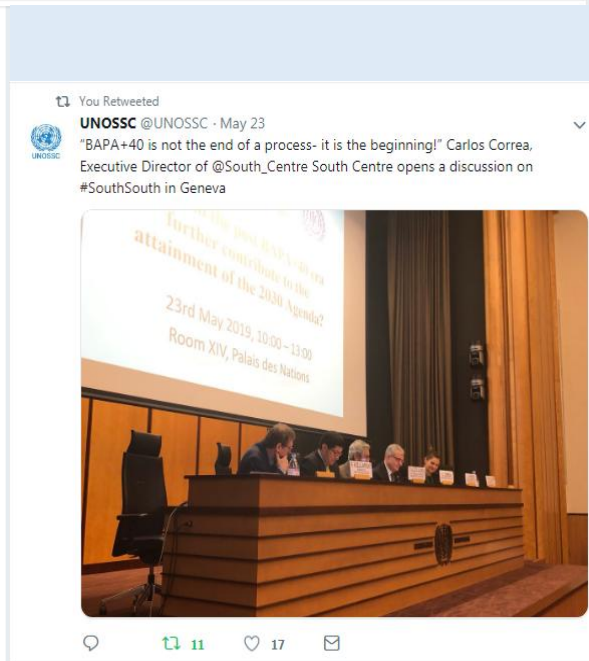 You Retweeted
UNOSSC @UNOSSC · May 23
"BAPA+40 is not the end of a process- it is the beginning!" Carlos Correa,
Executive Director of @South_Centre South Centre opens a discussion on
#SouthSouth in Geneva
UNOSSC
further contribute to the
attainment of the 2030 Agenda?
23rd May 2019, 10:00 – 13:00
Room XIV, Palais des Nations
11
17